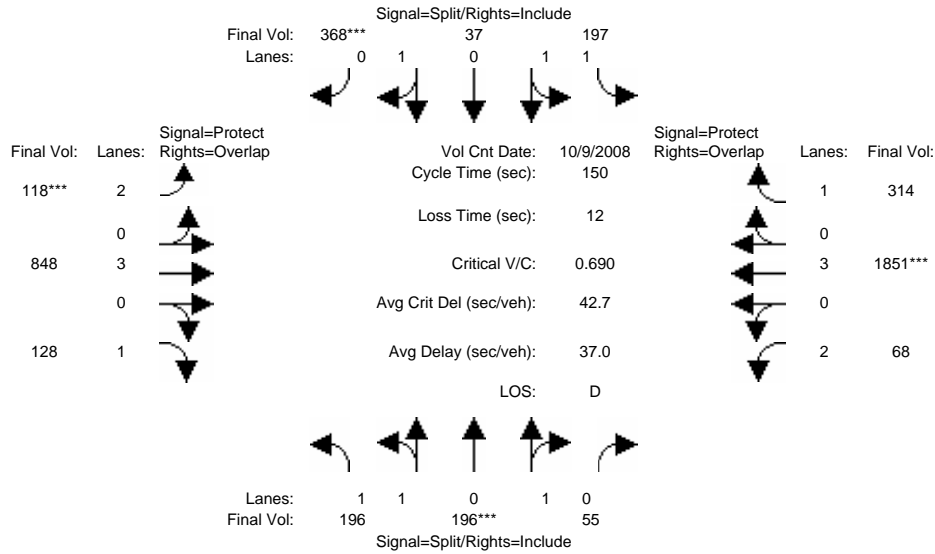 Signal=Split/Rights=Include
Final Vol: 368*** 37 197
Lanes: 0 1 0 1 1
Signal=Protect Signal=Protect
Final Vol: Lanes: Rights=Overlap Vol Cnt Date: 10/9/2008 Rights=Overlap Lanes: Final Vol:
Cycle Time (sec): 150
118*** 2 1 314
Loss Time (sec): 12
0 0
848 3 Critical V/C: 0.690 3 1851***
0 Avg Crit Del (sec/veh): 42.7 0
128 1 Avg Delay (sec/veh): 37.0 2 68
LOS: D
Lanes: 1 1 0 1 0
Final Vol: 196 196*** 55
Signal=Split/Rights=Include